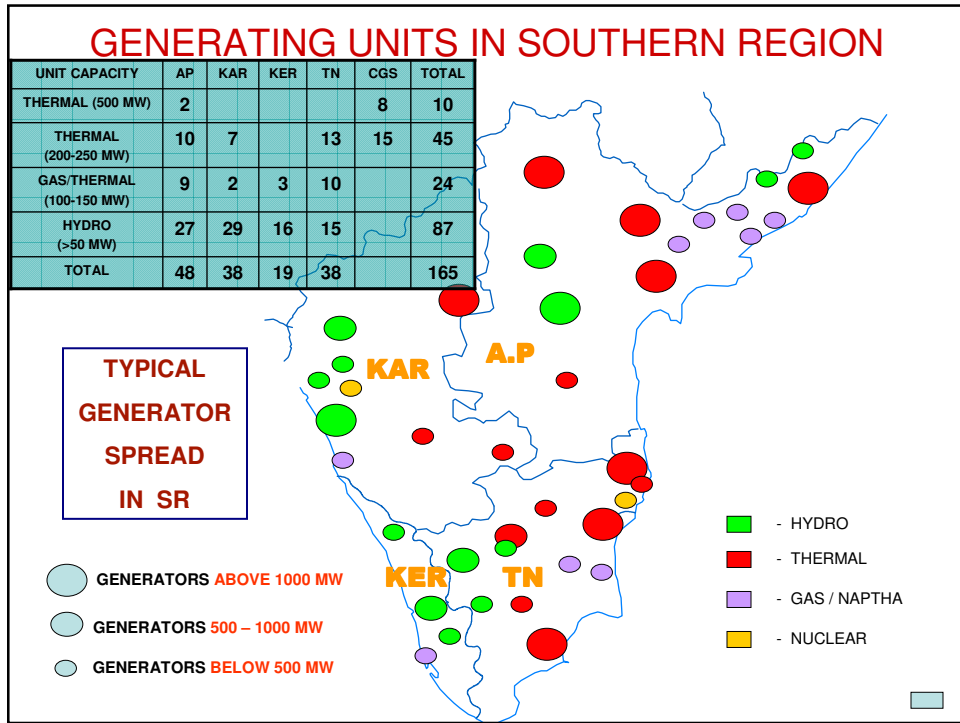 GENERATING UNITS IN SOUTHERN REGION
UNIT CAPACITY AP KAR KER TN CGS TOTAL
THERMAL (500 MW) 2 8 10
THERMAL
(200-250 MW) 10 7 13 15 45
GAS/THERMAL
(100-150 MW) 9 2 3 10 24
HYDRO
(>50 MW) 27 29 16 15 87
TOTAL 48 38 19 38 165
A.P
KAR
TYPICAL
GENERATOR
SPREAD
IN SR
KER
TN
GENERATORS ABOVE 1000 MW
GENERATORS 500 – 1000 MW
GENERATORS BELOW 500 MW
- HYDRO
- THERMAL
- GAS / NAPTHA
- NUCLEAR